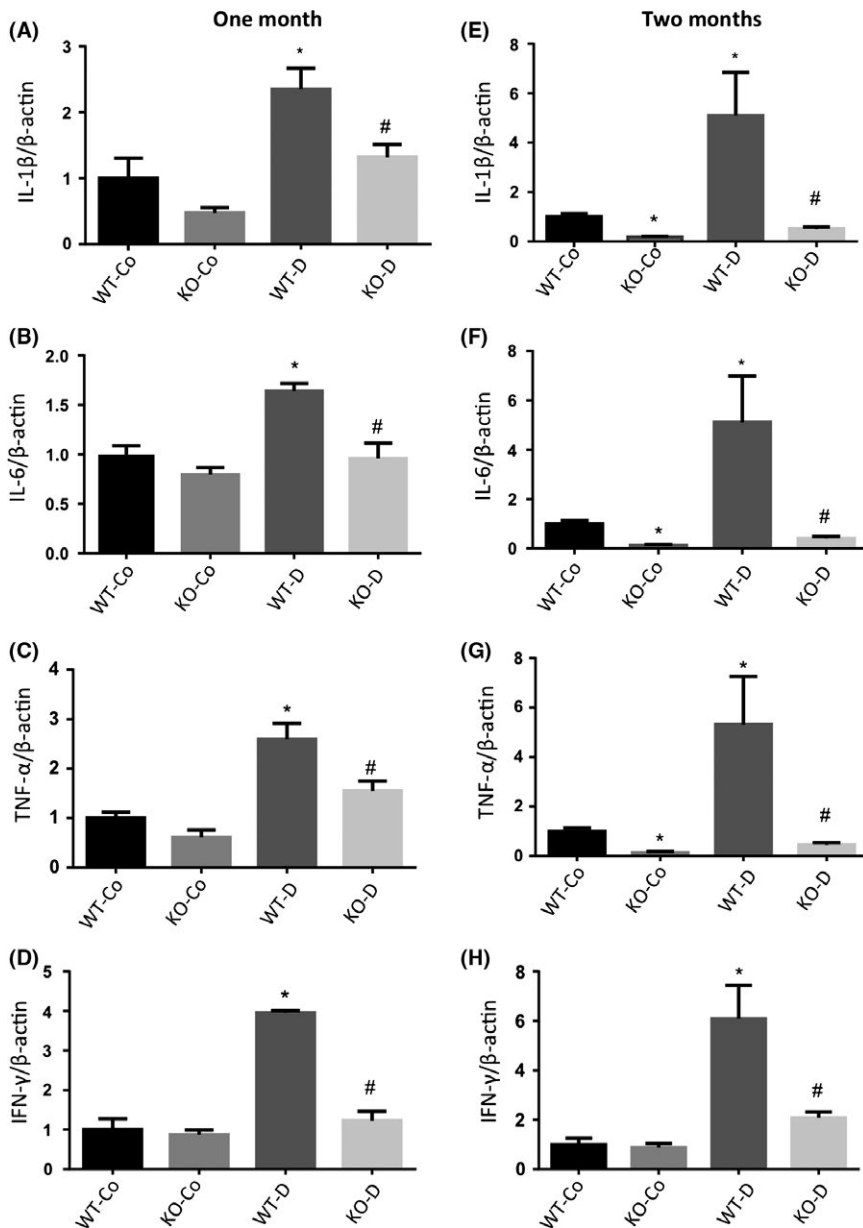 One month
Two months
(A)
IL-1β/β-actin
3
2
1
0
*
#
WT-Co
KO-Co
WT-D
KO-D
(E)
IL-1β/β-actin
8
6
4
2
0
*
*
#
WT-Co
KO-Co
WT-D
KO-D
(B)
IL-6/β-actin
2.0
1.5
1.0
0.5
0.0
*
#
WT-Co
KO-Co
WT-D
KO-D
(F)
IL-6/β-actin
8
6
4
2
0
*
*
#
WT-Co
KO-Co
WT-D
KO-D
(C)
TNF-α/β-actin
4
3
2
1
0
*
#
WT-Co
KO-Co
WT-D
KO-D
(G)
TNF-α/β-actin
8
6
4
2
0
*
*
#
WT-Co
KO-Co
WT-D
KO-D
(D)
IFN-γ/β-actin
5
4
3
2
1
0
*
#
WT-Co
KO-Co
WT-D
KO-D
(H)
IFN-γ/β-actin
8
6
4
2
0
*
#
WT-Co
KO-Co
WT-D
KO-D